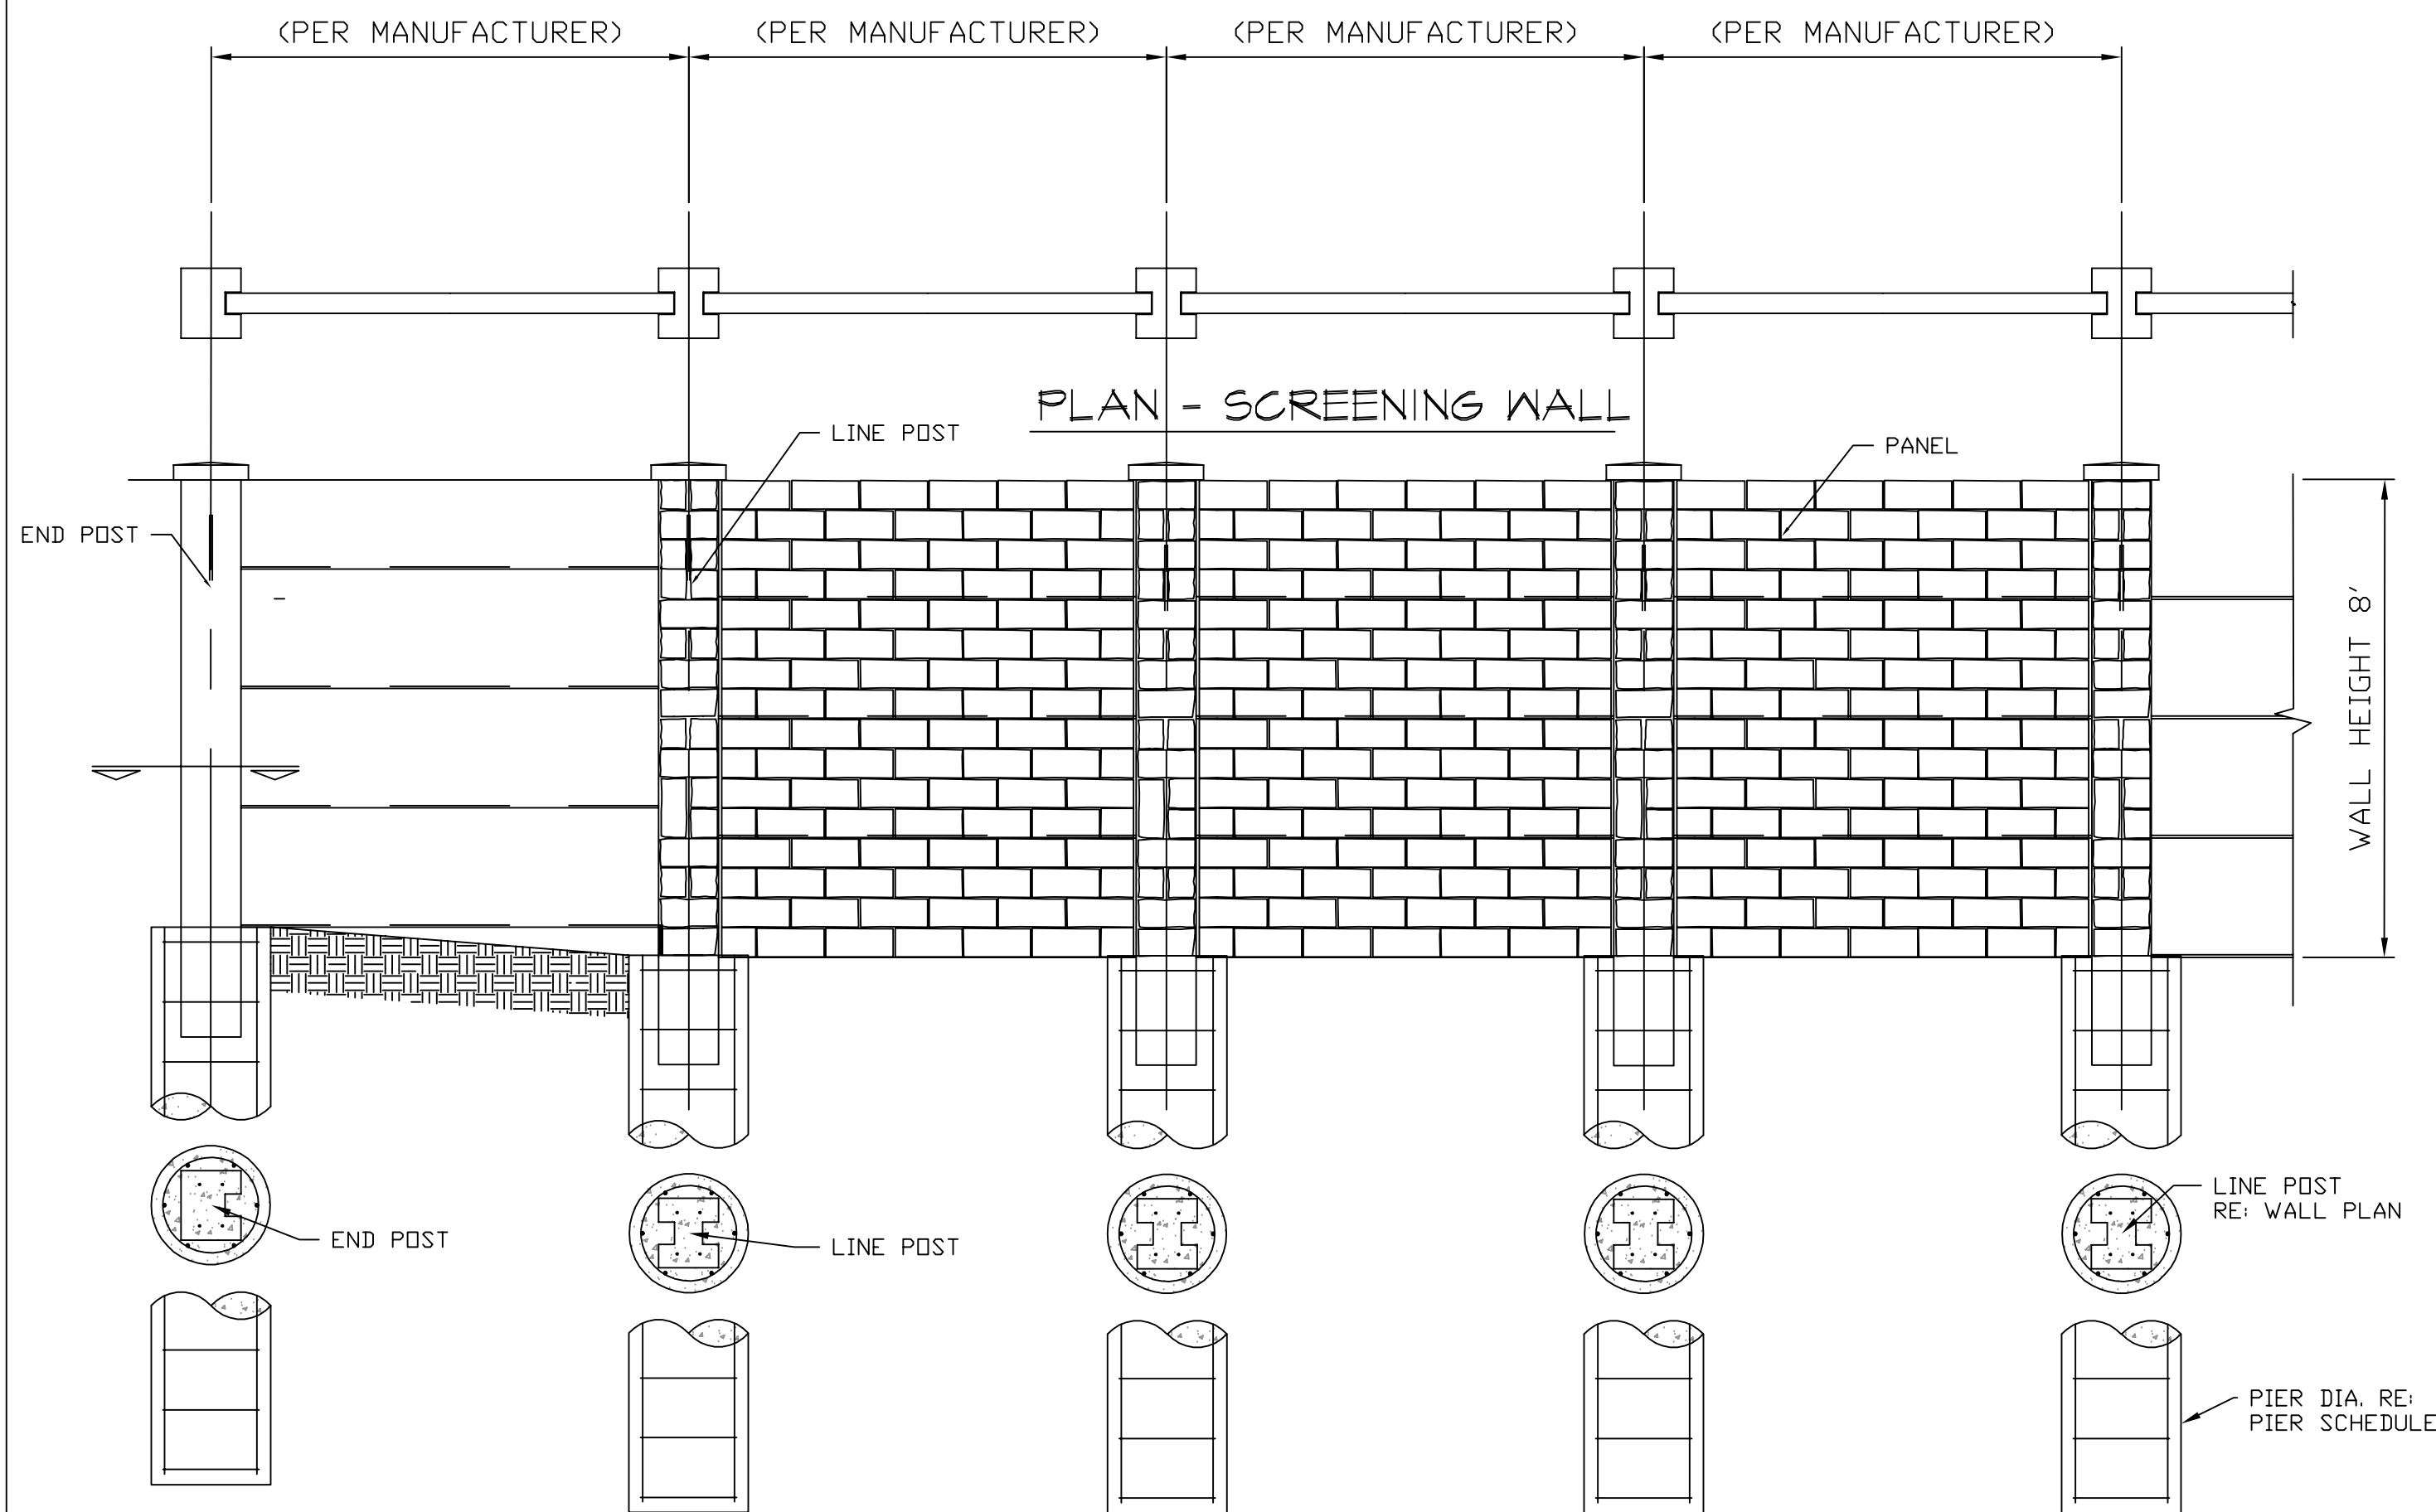 (PER MANUFACTURER)
(PER MANUFACTURER)
(PER MANUFACTURER)
(PER MANUFACTURER)
PLAN - SCREENING WALL
LINE POST
PANEL
END POST
WALL HEIGHT 8'
END POST
LINE POST
LINE POST
RE: WALL PLAN
PIER DIA. RE:
PIER SCHEDULE